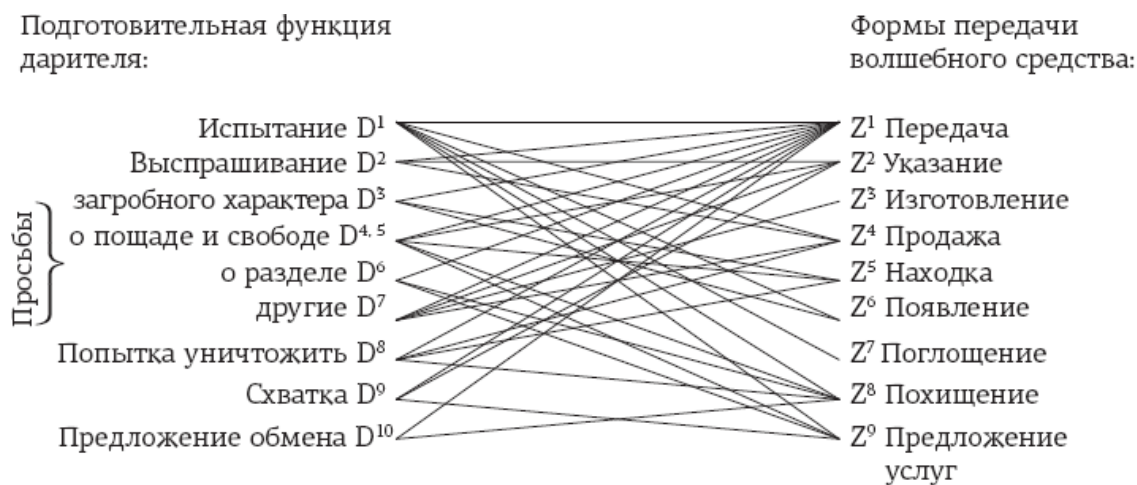 Подготовительная функция
дарителя:
Формы передачи
волшебного средства:
Испытание D¹
Выспрашивание D²
загробного характера D³
о пощаде и свободе D⁴,⁵
о разделе D⁶
другие D⁷
Просьбы
Попытка уничтожить D⁸
Схватка D⁹
Предложение обмена D¹⁰
Z¹ Передача
Z² Указание
Z³ Изготовление
Z⁴ Продажа
Z⁵ Находка
Z⁶ Появление
Z⁷ Поглощение
Z⁸ Похищение
Z⁹ Предложение
услуг